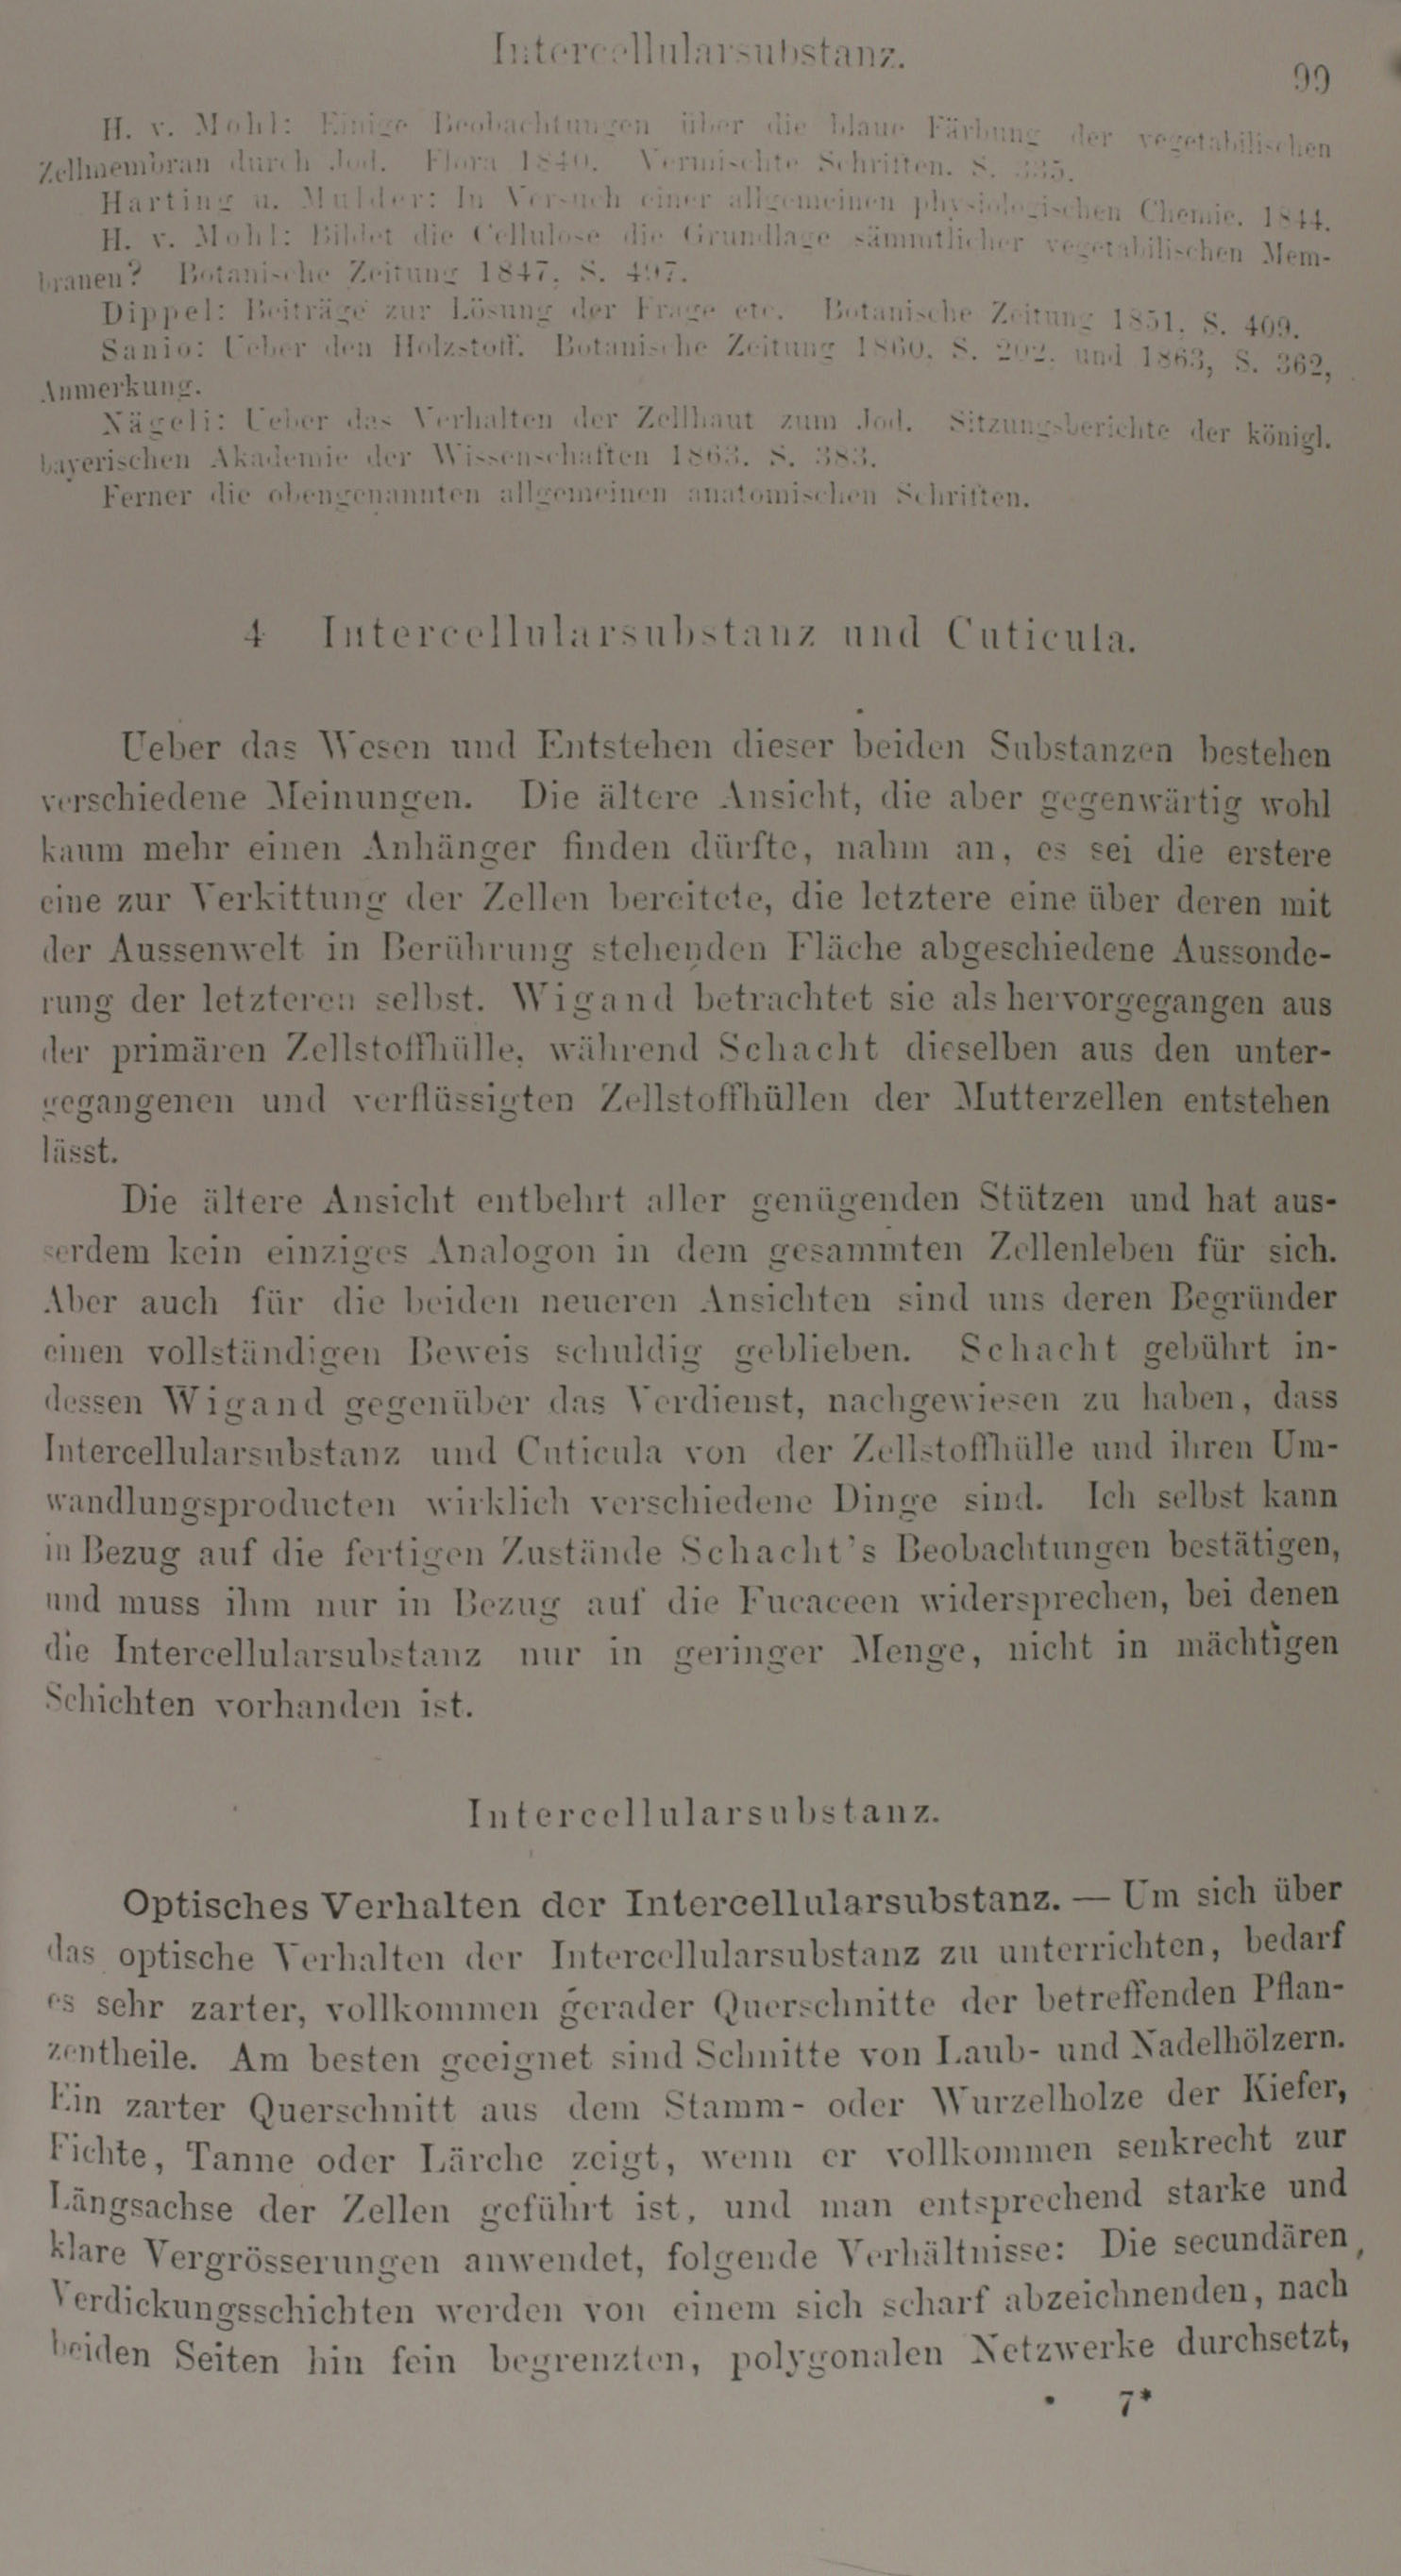 Intercellularsubstanz.
99
H. v. Mohl: Einige Beobachtungen über die blaue Färbung der vegetabilischen
Zellmembran durch Jod. Flora 1840. Vermischte Schriften. S. 335.
Harting u. Mulder: In Versuch einer allgemeinen physiologischen Chemie. 1844.
H. v. Mohl: Bildet die Cellulose die Grundlage sämmtlicher vegetabilischen Mem-
branen? Botanische Zeitung 1847. S. 497.
Dippel: Beiträge zur Lösung der Frage etc. Botanische Zeitung 1851. S. 409.
Sanio: Ueber den Holzstoff. Botanische Zeitung 1860. S. 202. und 1863, S. 362,
Anmerkung.
Nägeli: Ueber das Verhalten der Zellhaut zum Jod. Sitzungsberichte der königl.
bayerischen Akademie der Wissenschaften 1863. S. 383.
Ferner die obengenannten allgemeinen anatomischen Schriften.
4 Intercellularsubstanz und Cuticula.
Ueber das Wesen und Entstehen dieser beiden Substanzen bestehen
verschiedene Meinungen. Die ältere Ansicht, die aber gegenwärtig wohl
kaum mehr einen Anhänger finden dürfte, nahm an, es sei die erstere
eine zur Verkittung der Zellen bereitete, die letztere eine über deren mit
der Aussenwelt in Berührung stehenden Fläche abgeschiedene Aussonde-
rung der letzteren selbst. Wigand betrachtet sie als hervorgegangen aus
der primären Zellstoffhülle, während Schacht dieselben aus den unter-
gegangenen und verflüssigten Zellstoffhüllen der Mutterzellen entstehen
lässt.
Die ältere Ansicht entbehrt aller genügenden Stützen und hat aus-
serdem kein einziges Analogon in dem gesammten Zellenleben für sich.
Aber auch für die beiden neueren Ansichten sind uns deren Begründer
einen vollständigen Beweis schuldig geblieben. Schacht gebührt in-
dessen Wigand gegenüber das Verdienst, nachgewiesen zu haben, dass
Intercellularsubstanz und Cuticula von der Zellstoffhülle und ihren Um-
wandlungsproducten wirklich verschiedene Dinge sind. Ich selbst kann
in Bezug auf die fertigen Zustände Schacht's Beobachtungen bestätigen,
und muss ihm nur in Bezug auf die Fucaceen widersprechen, bei denen
die Intercellularsubstanz nur in geringer Menge, nicht in mächtigen
Schichten vorhanden ist.
Intercellularsubstanz.
Optisches Verhalten der Intercellularsubstanz. — Um sich über
das optische Verhalten der Intercellularsubstanz zu unterrichten, bedarf
es sehr zarter, vollkommen gerader Querschnitte der betreffenden Pflan-
zentheile. Am besten geeignet sind Schnitte von Laub- und Nadelhölzern.
Ein zarter Querschnitt aus dem Stamm- oder Wurzelholze der Kiefer,
Fichte, Tanne oder Lärche zeigt, wenn er vollkommen senkrecht zur
Längsachse der Zellen geführt ist, und man entsprechend starke und
klare Vergrösserungen anwendet, folgende Verhältnisse: Die secundären
Verdickungsschichten werden von einem sich scharf abzeichnenden, nach
beiden Seiten hin fein begrenzten, polygonalen Netzwerke durchsetzt,
7*